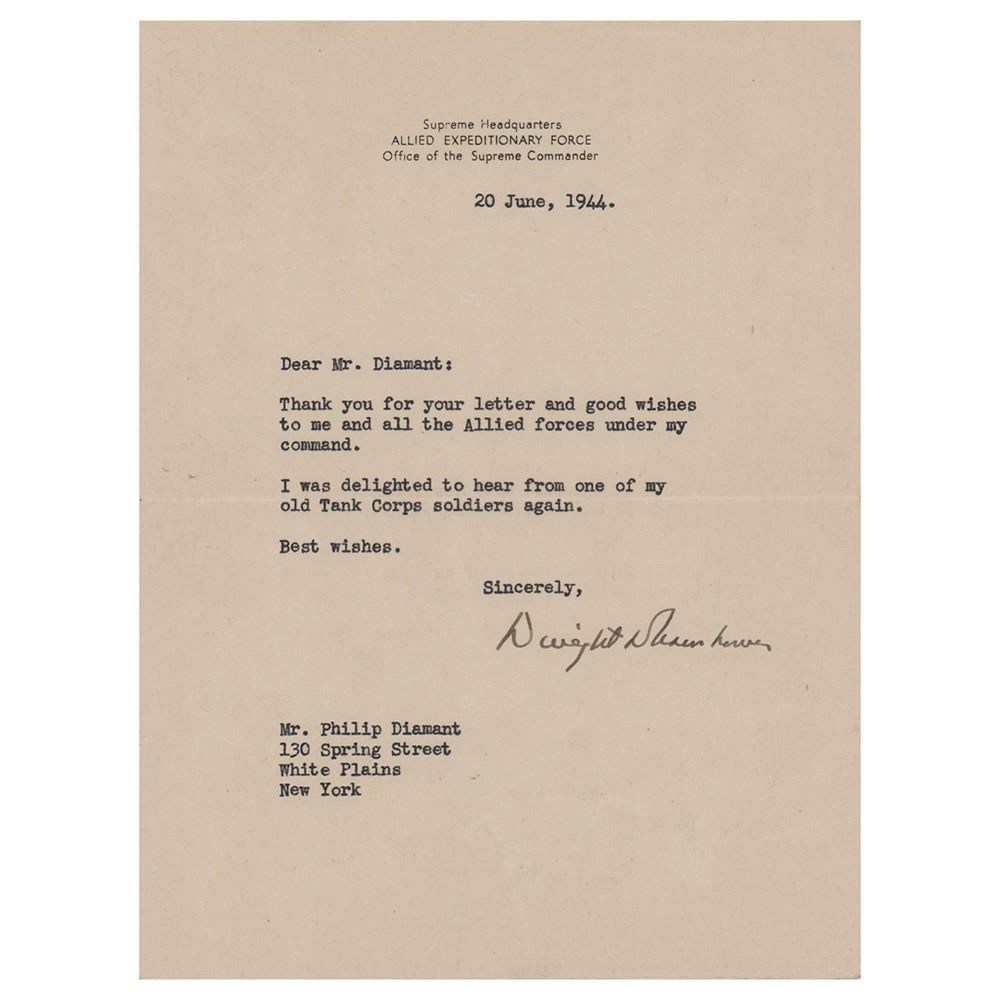 Supreme Headquarters
ALLIED EXPEDITIONARY FORCE
Office of the Supreme Commander
20 June, 1944.
Dear Mr. Diamant:
Thank you for your letter and good wishes
to me and all the Allied forces under my
command.
I was delighted to hear from one of my
old Tank Corps soldiers again.
Best wishes.
Sincerely,
Dwight D Eisenhower
Mr. Philip Diamant
130 Spring Street
White Plains
New York